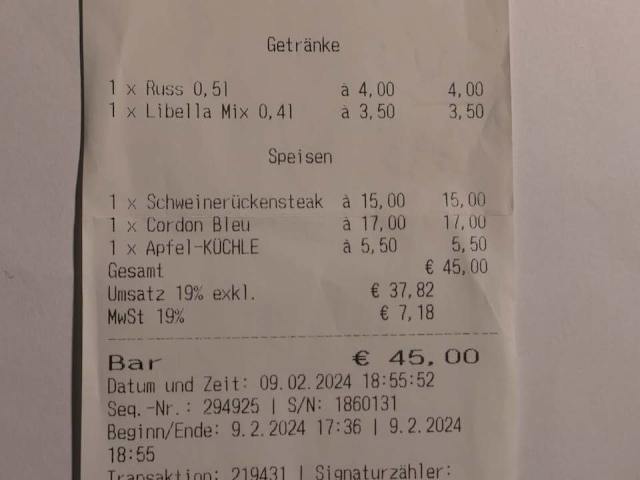 Getränke
1 x Russ 0,5l à 4,00 4,00
1 x Libella Mix 0,4l à 3,50 3,50
Speisen
1 x Schweinerückensteak à 15,00 15,00
1 x Cordon Bleu à 17,00 17,00
1 x Apfel-KÜCHLE à 5,50 5,50
Gesamt € 45,00
Umsatz 19% exkl. € 37,82
MwSt 19% € 7,18
Bar € 45,00
Datum und Zeit: 09.02.2024 18:55:52
Seq.-Nr.: 294925 | S/N: 1860131
Beginn/Ende: 9.2.2024 17:36 | 9.2.2024
18:55
Transaktion: 219431 | Signaturzähler: